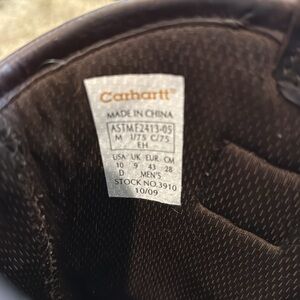 Carhartt
MADE IN CHINA
ASTM F2413-05
M I/75 C/75
EH
USA UK EUR CM
10 9 43 28
D MEN'S
STOCK NO.3910
10/09